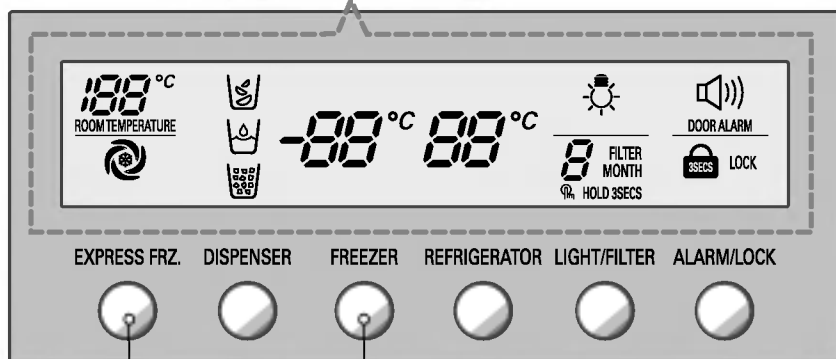 188 °C
ROOM TEMPERATURE
-88 °C 88 °C
8 FILTER
MONTH
HOLD 3SECS
DOOR ALARM
3SECS LOCK
EXPRESS FRZ. DISPENSER FREEZER REFRIGERATOR LIGHT/FILTER ALARM/LOCK